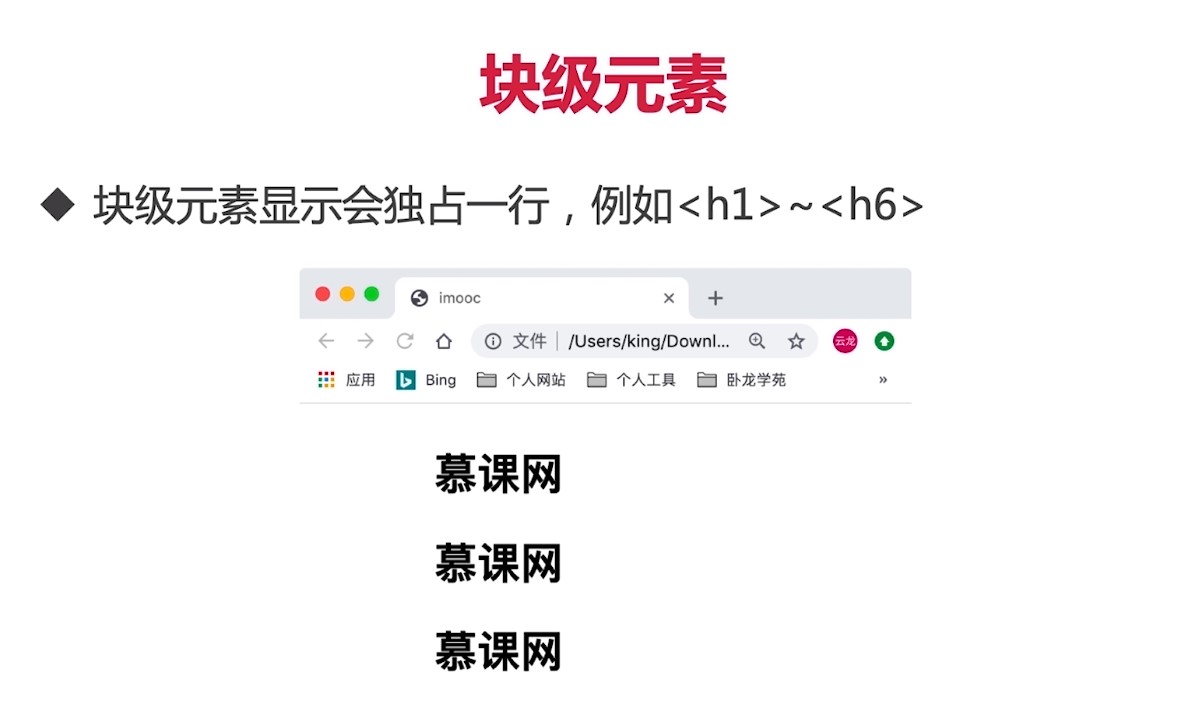 块级元素
◆ 块级元素显示会独占一行，例如<h1>~<h6>
imooc
文件 | /Users/king/Downl... 云龙
应用 Bing 个人网站 个人工具 卧龙学苑 »
慕课网
慕课网
慕课网